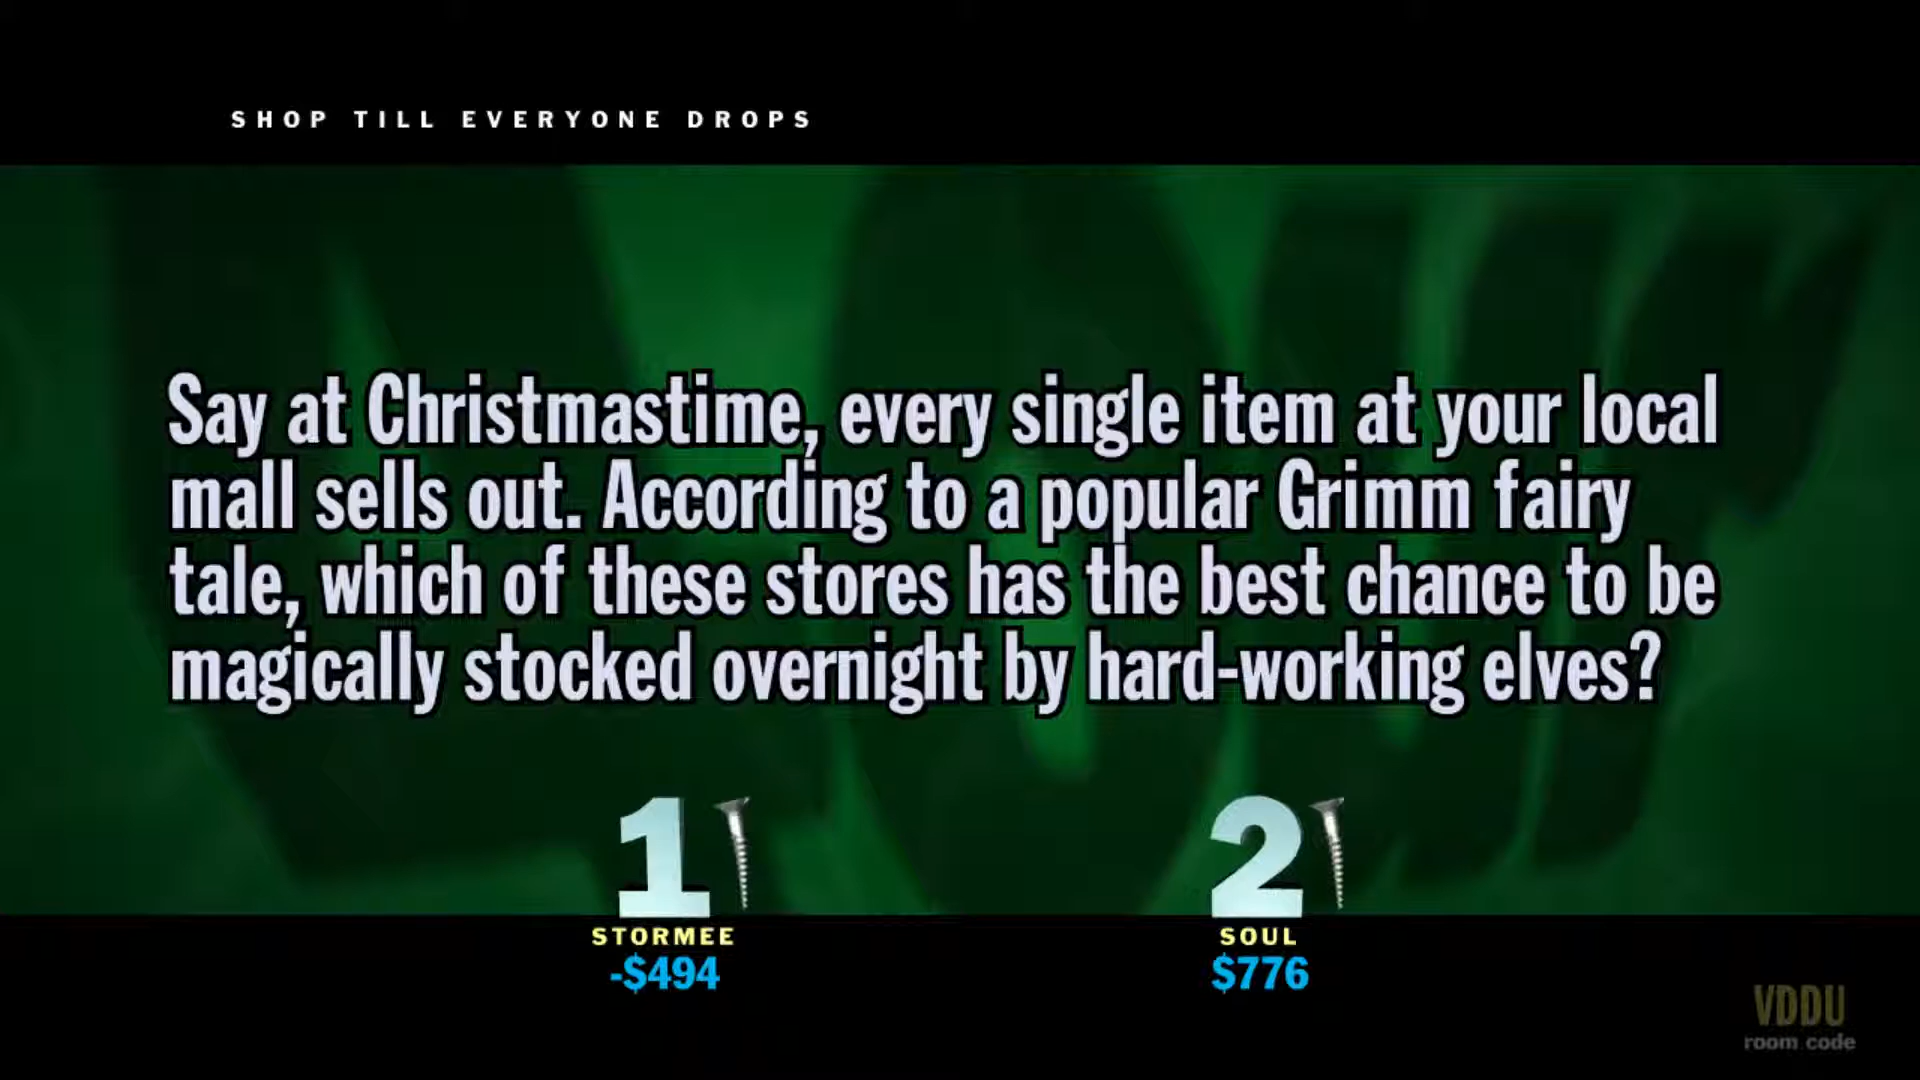 SHOP TILL EVERYONE DROPS
Say at Christmastime, every single item at your local
mall sells out. According to a popular Grimm fairy
tale, which of these stores has the best chance to be
magically stocked overnight by hard-working elves?
1 2
STORMEE SOUL
-$494 $776
VDDU
room code